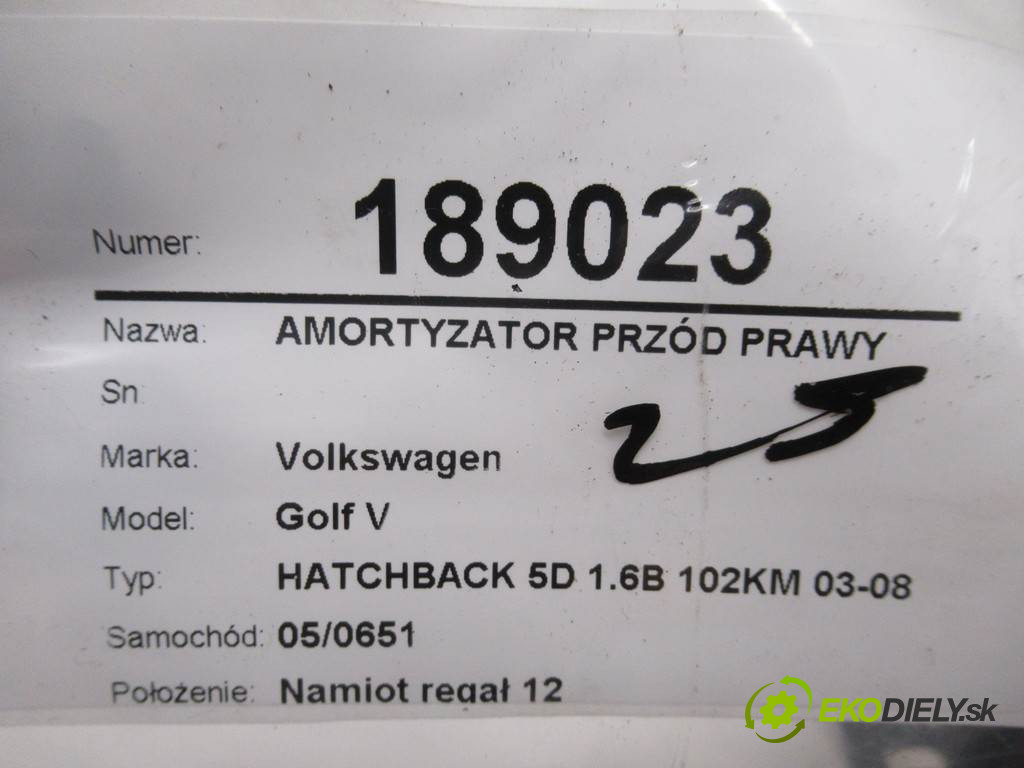 Numer: 189023
Nazwa: AMORTYZATOR PRZÓD PRAWY
Sn:
25
Marka: Volkswagen
Model: Golf V
Typ: HATCHBACK 5D 1.6B 102KM 03-08
Samochód: 05/0651
Położenie: Namiot regał 12
EKODIELY.sk